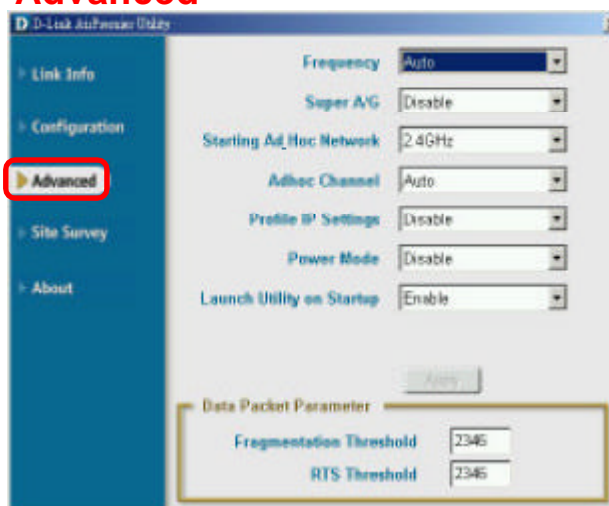 Advanced
D-Link AirPremier Utility
Link Info
Configuration
Advanced
Site Survey
About
Frequency Auto
Super A/G Disable
Starting Ad_Hoc Network 2.4GHz
Adhoc Channel Auto
Profile IP Settings Disable
Power Mode Disable
Launch Utility on Startup Enable
Apply
Data Packet Parameter
Fragmentation Threshold 2346
RTS Threshold 2346